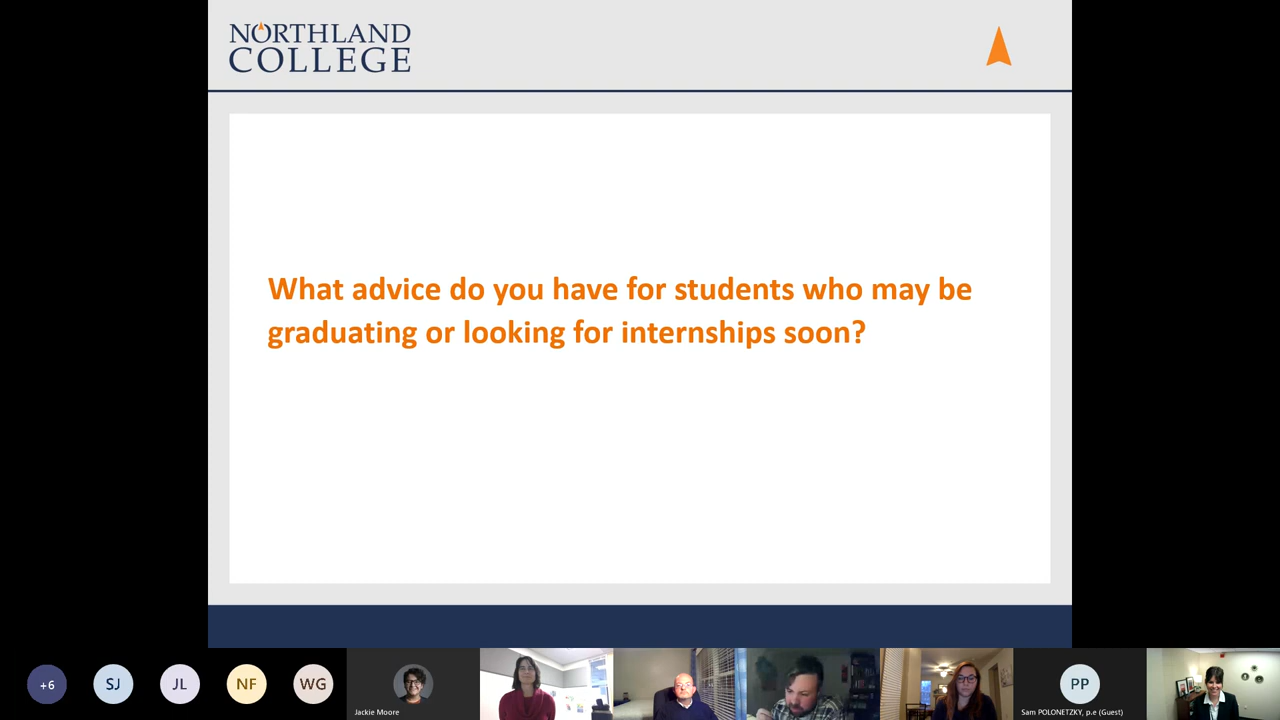 NORTHLAND
COLLEGE
What advice do you have for students who may be
graduating or looking for internships soon?
+6
SJ
JL
NF
WG
Jackie Moore
PP
Sam POLONETZKY, p.e (Guest)